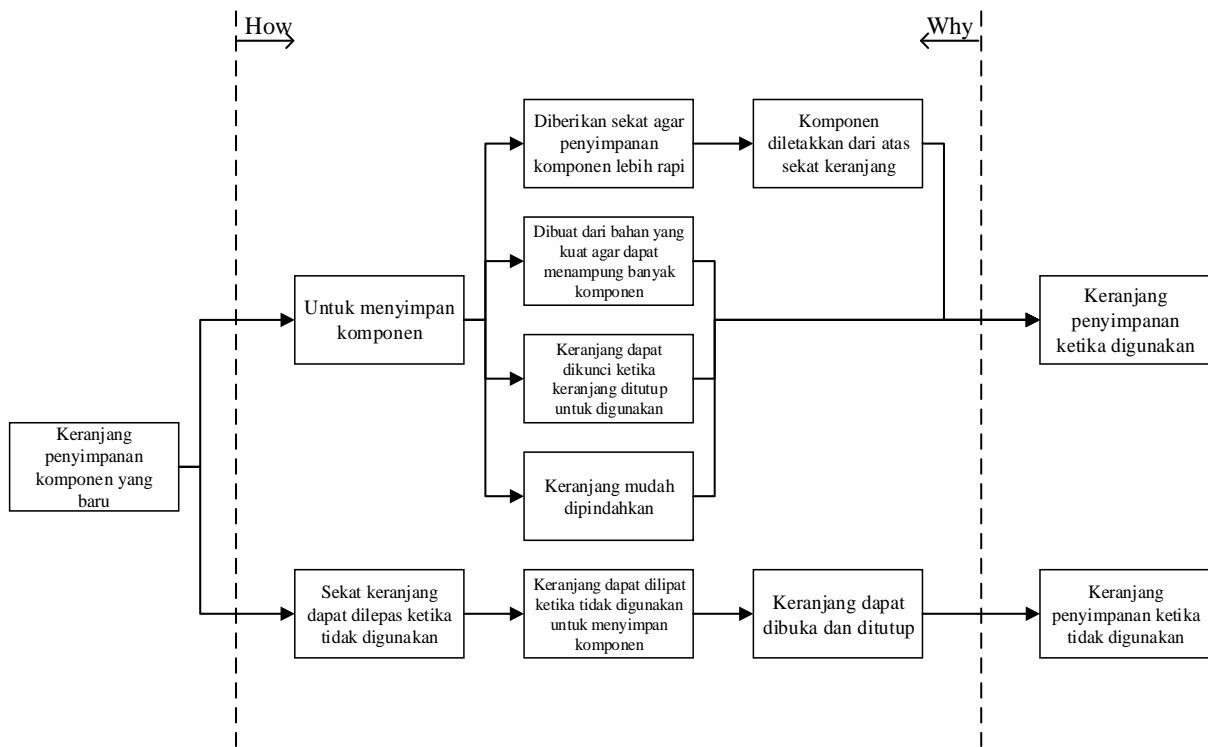 How
Why
Diberikan sekat agar
penyimpanan
komponen lebih rapi
Komponen
diletakkan dari atas
sekat keranjang
Dibuat dari bahan yang
kuat agar dapat
menampung banyak
komponen
Untuk menyimpan
komponen
Keranjang
penyimpanan
ketika digunakan
Keranjang dapat
dikunci ketika
keranjang ditutup
untuk digunakan
Keranjang
penyimpanan
komponen yang
baru
Keranjang mudah
dipindahkan
Sekat keranjang
dapat dilepas ketika
tidak digunakan
Keranjang dapat dilipat
ketika tidak digunakan
untuk menyimpan
komponen
Keranjang dapat
dibuka dan ditutup
Keranjang
penyimpanan ketika
tidak digunakan